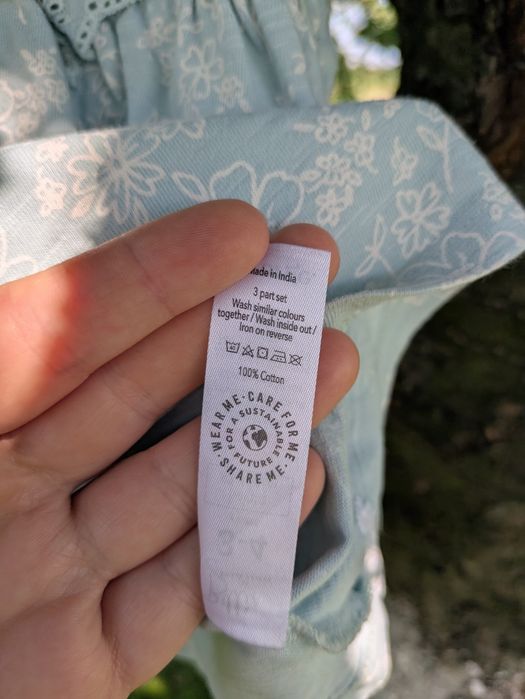 Made in India
3 part set
Wash similar colours
together / Wash inside out /
Iron on reverse
100% Cotton
WEAR ME · CARE FOR ME · SHARE ME ·
FOR A SUSTAINABLE FUTURE